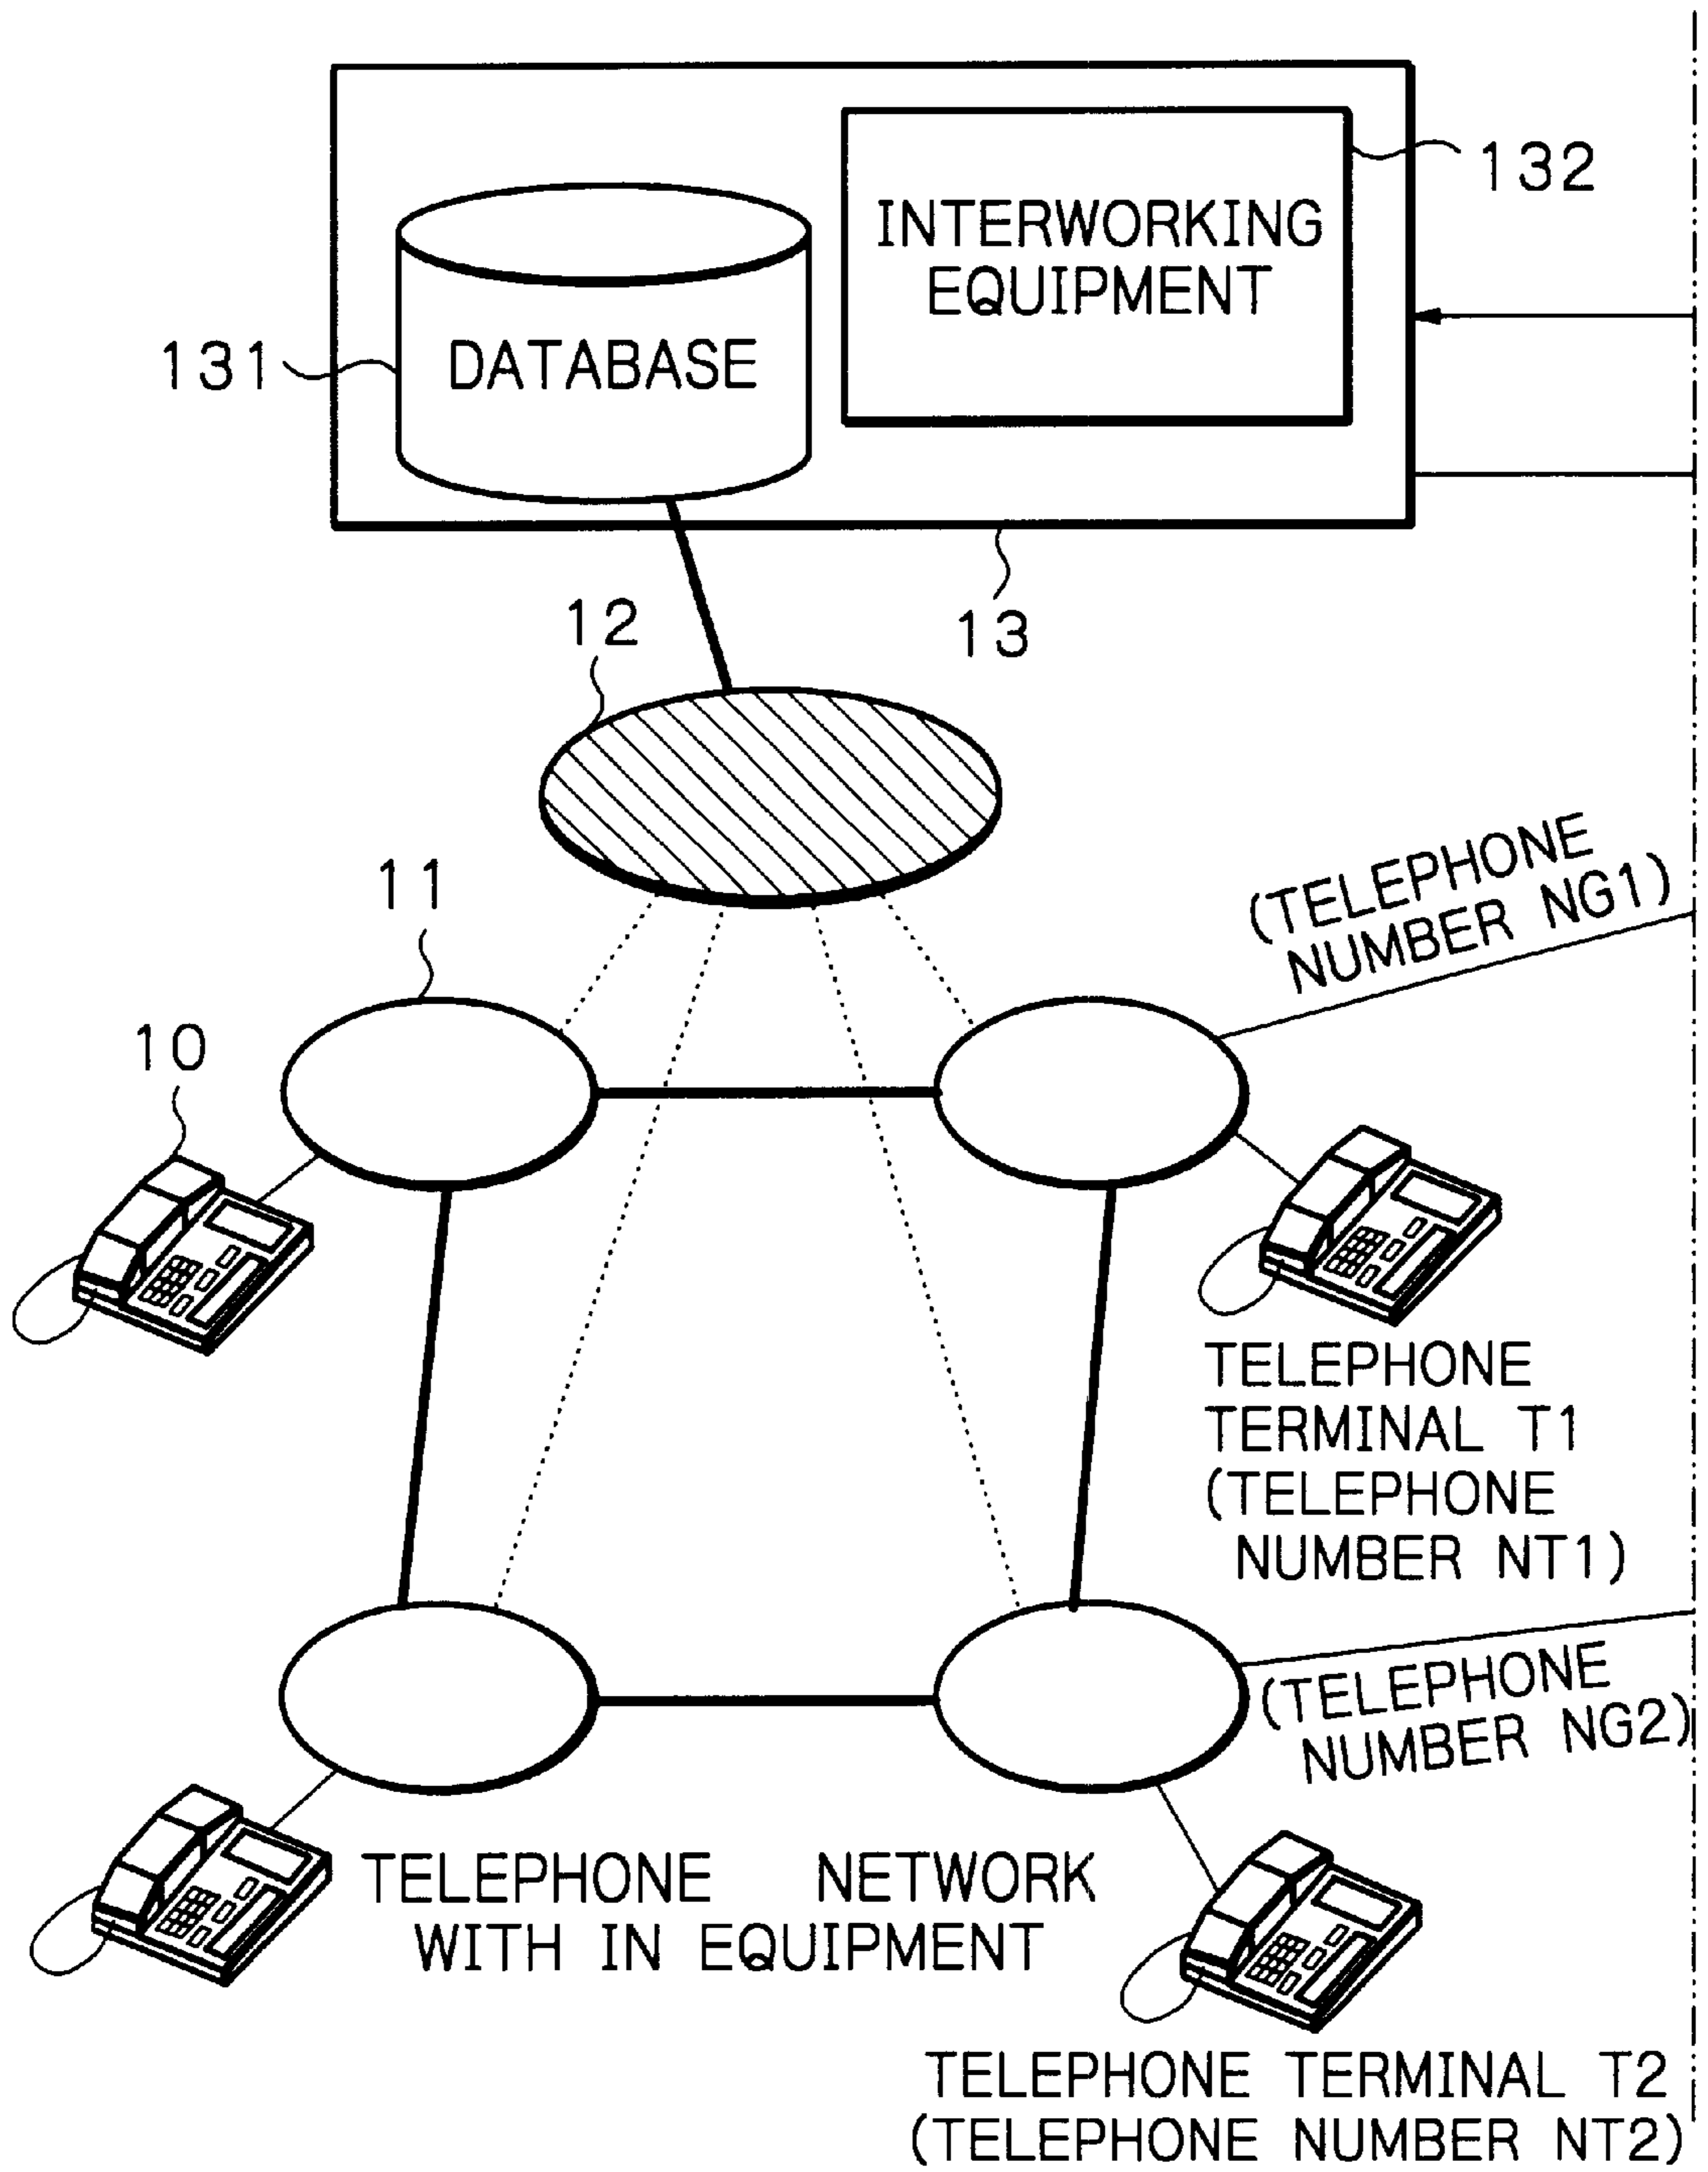 132
INTERWORKING
EQUIPMENT
131
DATABASE
12
13
(TELEPHONE
NUMBER NG1)
11
10
TELEPHONE
TERMINAL T1
(TELEPHONE
NUMBER NT1)
(TELEPHONE
NUMBER NG2)
TELEPHONE NETWORK
WITH IN EQUIPMENT
TELEPHONE TERMINAL T2
(TELEPHONE NUMBER NT2)